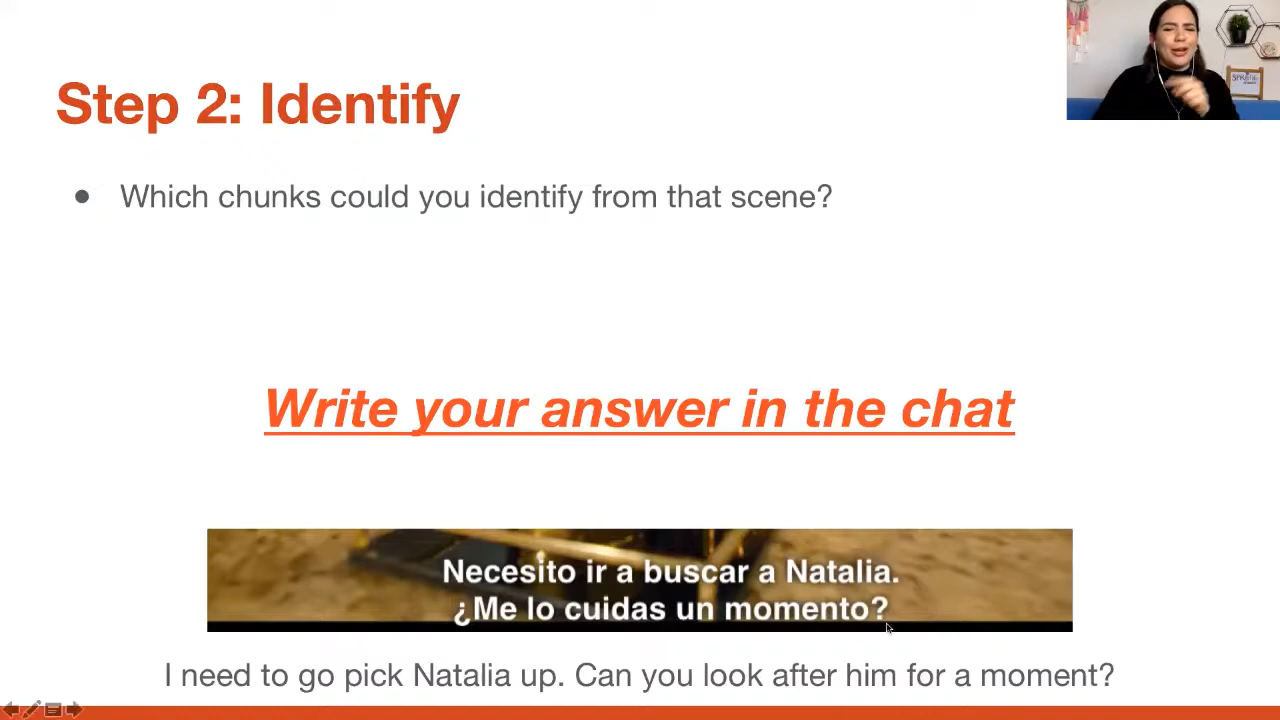 Step 2: Identify
● Which chunks could you identify from that scene?
Write your answer in the chat
Necesito ir a buscar a Natalia.
¿Me lo cuidas un momento?
I need to go pick Natalia up. Can you look after him for a moment?